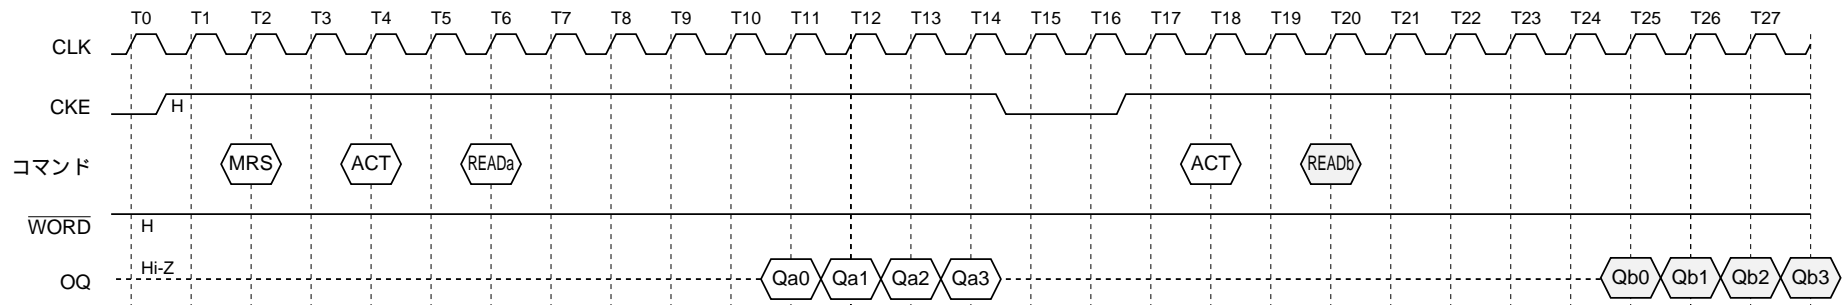 T0 T1 T2 T3 T4 T5 T6 T7 T8 T9 T10 T11 T12 T13 T14 T15 T16 T17 T18 T19 T20 T21 T22 T23 T24 T25 T26 T27
CLK
CKE H
コマンド MRS ACT READa ACT READb
WORD H
OQ Hi-Z Qa0 Qa1 Qa2 Qa3 Qb0 Qb1 Qb2 Qb3